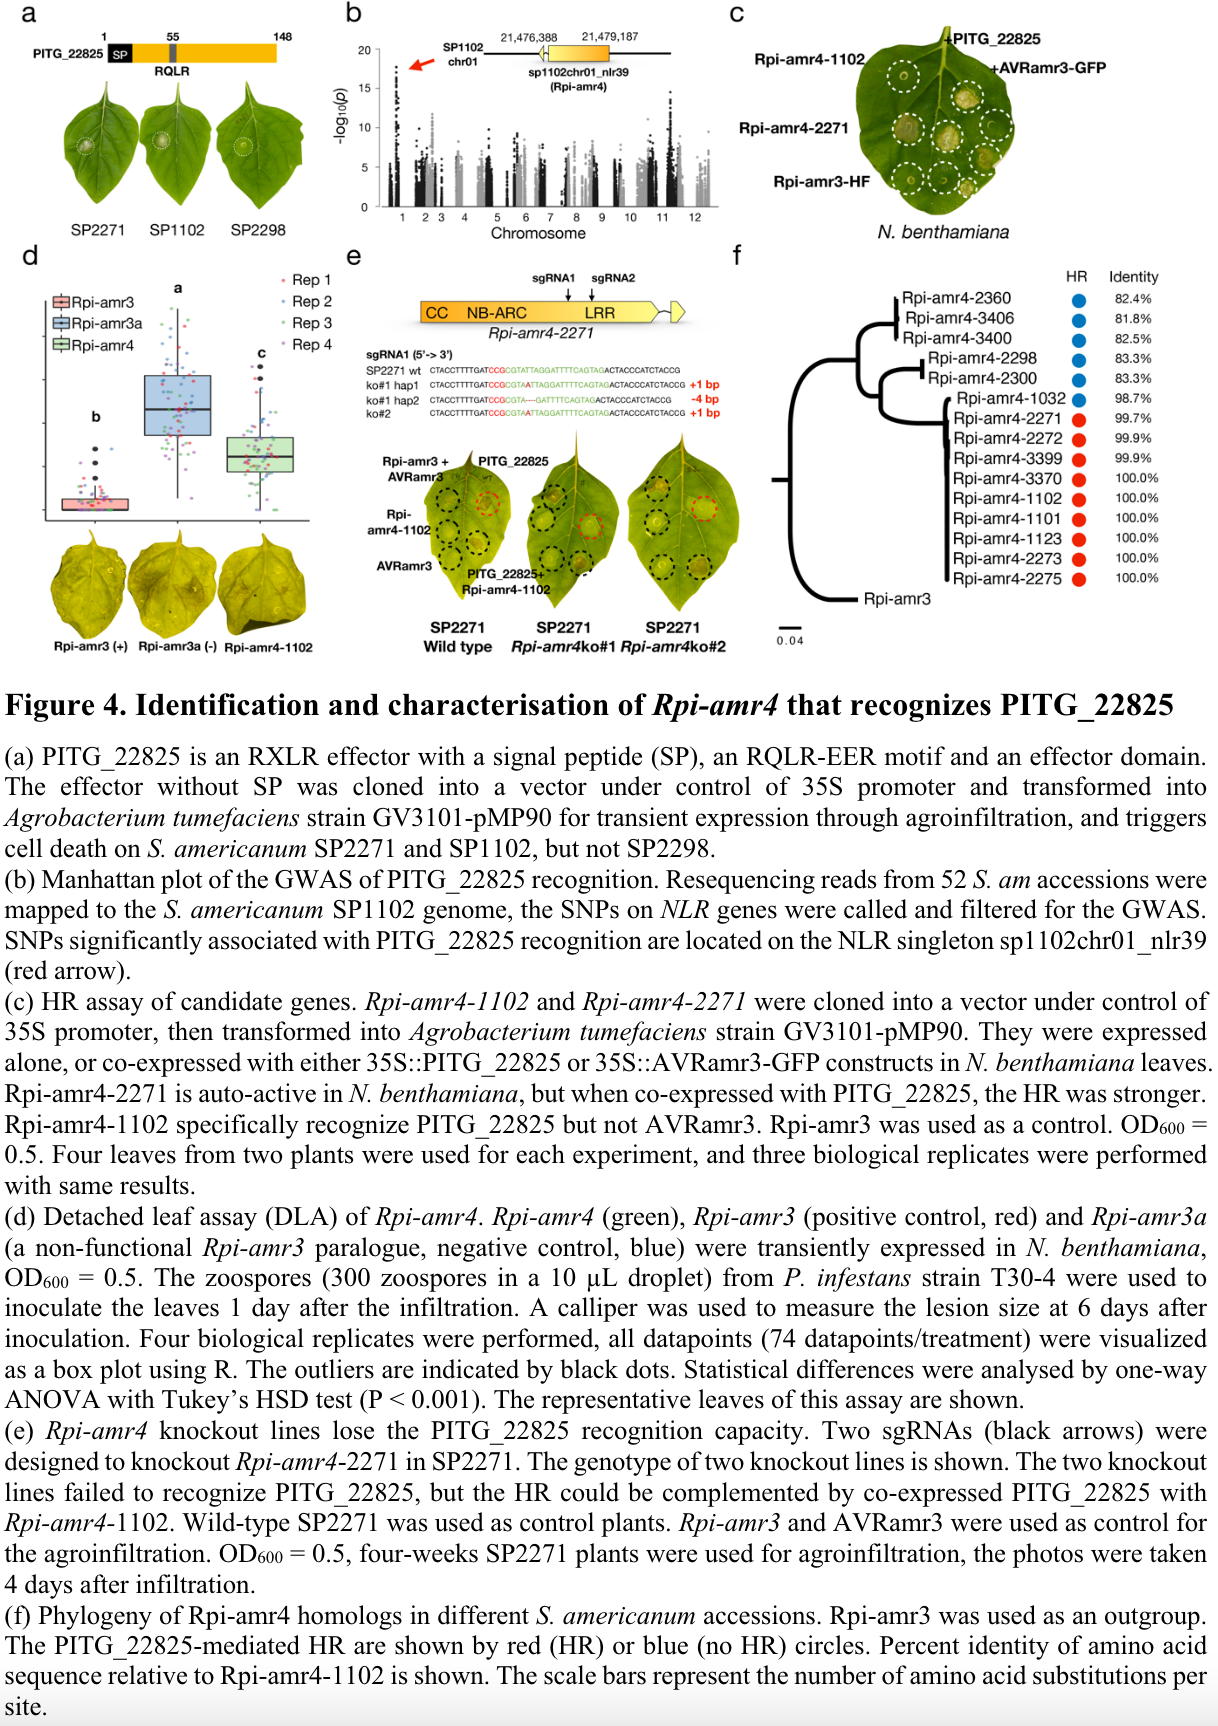 a
1 55 148
PITG_22825 SP
RQLR
SP2271 SP1102 SP2298
b
SP1102
chr01
21,476,388 21,479,187
sp1102chr01_nlr39
(Rpi-amr4)
-log10(p)
20
15
10
5
0
1 2 3 4 5 6 7 8 9 10 11 12
Chromosome
c
+PITG_22825
+AVRamr3-GFP
Rpi-amr4-1102
Rpi-amr4-2271
Rpi-amr3-HF
N. benthamiana
d
Rpi-amr3
Rpi-amr3a
Rpi-amr4
Rep 1
Rep 2
Rep 3
Rep 4
b a c
Rpi-amr3 (+) Rpi-amr3a (-) Rpi-amr4-1102
e
sgRNA1 sgRNA2
CC NB-ARC LRR
Rpi-amr4-2271
sgRNA1 (5'-> 3')
SP2271 wt CTACCTTTTGATCCGCGTATTAGGATTTTCAGTAGACTACCCATCTACCG
ko#1 hap1 CTACCTTTTGATCCGCGTATATTAGGATTTTCAGTAGACTACCCATCTACCG +1 bp
ko#1 hap2 CTACCTTTTGATCCGCGTA----GATTTTCAGTAGACTACCCATCTACCG -4 bp
ko#2 CTACCTTTTGATCCGCGTATATTAGGATTTTCAGTAGACTACCCATCTACCG +1 bp
Rpi-amr3 +
AVRamr3
PITG_22825
Rpi-
amr4-1102
AVRamr3
PITG_22825+
Rpi-amr4-1102
SP2271
Wild type
SP2271
Rpi-amr4ko#1
SP2271
Rpi-amr4ko#2
f
HR Identity
Rpi-amr4-2360 82.4%
Rpi-amr4-3406 81.8%
Rpi-amr4-3400 82.5%
Rpi-amr4-2298 83.3%
Rpi-amr4-2300 83.3%
Rpi-amr4-1032 98.7%
Rpi-amr4-2271 99.7%
Rpi-amr4-2272 99.9%
Rpi-amr4-3399 99.9%
Rpi-amr4-3370 100.0%
Rpi-amr4-1102 100.0%
Rpi-amr4-1101 100.0%
Rpi-amr4-1123 100.0%
Rpi-amr4-2273 100.0%
Rpi-amr4-2275 100.0%
Rpi-amr3
0.04
Figure 4. Identification and characterisation of Rpi-amr4 that recognizes PITG_22825
(a) PITG_22825 is an RXLR effector with a signal peptide (SP), an RQLR-EER motif and an effector domain.
The effector without SP was cloned into a vector under control of 35S promoter and transformed into
Agrobacterium tumefaciens strain GV3101-pMP90 for transient expression through agroinfiltration, and triggers
cell death on S. americanum SP2271 and SP1102, but not SP2298.
(b) Manhattan plot of the GWAS of PITG_22825 recognition. Resequencing reads from 52 S. am accessions were
mapped to the S. americanum SP1102 genome, the SNPs on NLR genes were called and filtered for the GWAS.
SNPs significantly associated with PITG_22825 recognition are located on the NLR singleton sp1102chr01_nlr39
(red arrow).
(c) HR assay of candidate genes. Rpi-amr4-1102 and Rpi-amr4-2271 were cloned into a vector under control of
35S promoter, then transformed into Agrobacterium tumefaciens strain GV3101-pMP90. They were expressed
alone, or co-expressed with either 35S::PITG_22825 or 35S::AVRamr3-GFP constructs in N. benthamiana leaves.
Rpi-amr4-2271 is auto-active in N. benthamiana, but when co-expressed with PITG_22825, the HR was stronger.
Rpi-amr4-1102 specifically recognize PITG_22825 but not AVRamr3. Rpi-amr3 was used as a control. OD600 =
0.5. Four leaves from two plants were used for each experiment, and three biological replicates were performed
with same results.
(d) Detached leaf assay (DLA) of Rpi-amr4. Rpi-amr4 (green), Rpi-amr3 (positive control, red) and Rpi-amr3a
(a non-functional Rpi-amr3 paralogue, negative control, blue) were transiently expressed in N. benthamiana,
OD600 = 0.5. The zoospores (300 zoospores in a 10 µL droplet) from P. infestans strain T30-4 were used to
inoculate the leaves 1 day after the infiltration. A calliper was used to measure the lesion size at 6 days after
inoculation. Four biological replicates were performed, all datapoints (74 datapoints/treatment) were visualized
as a box plot using R. The outliers are indicated by black dots. Statistical differences were analysed by one-way
ANOVA with Tukey's HSD test (P < 0.001). The representative leaves of this assay are shown.
(e) Rpi-amr4 knockout lines lose the PITG_22825 recognition capacity. Two sgRNAs (black arrows) were
designed to knockout Rpi-amr4-2271 in SP2271. The genotype of two knockout lines is shown. The two knockout
lines failed to recognize PITG_22825, but the HR could be complemented by co-expressed PITG_22825 with
Rpi-amr4-1102. Wild-type SP2271 was used as control plants. Rpi-amr3 and AVRamr3 were used as control for
the agroinfiltration. OD600 = 0.5, four-weeks SP2271 plants were used for agroinfiltration, the photos were taken
4 days after infiltration.
(f) Phylogeny of Rpi-amr4 homologs in different S. americanum accessions. Rpi-amr3 was used as an outgroup.
The PITG_22825-mediated HR are shown by red (HR) or blue (no HR) circles. Percent identity of amino acid
sequence relative to Rpi-amr4-1102 is shown. The scale bars represent the number of amino acid substitutions per
site.